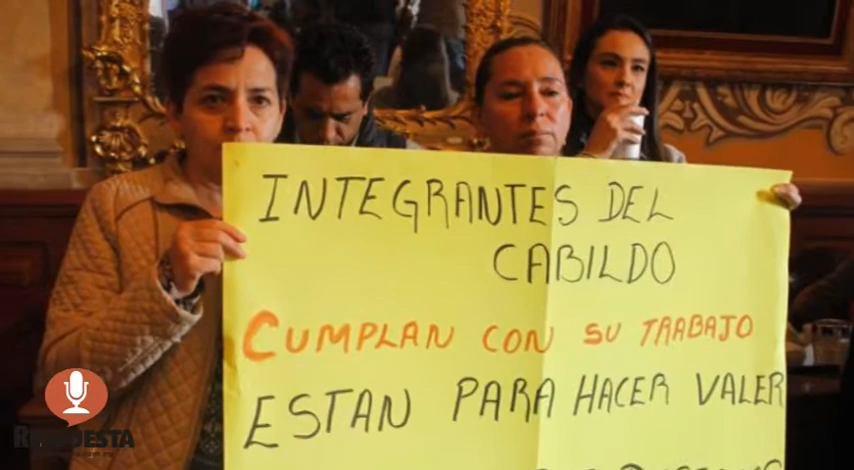 INTEGRANTES DEL
CABILDO
CUMPLAN CON SU TRABAJO
ESTAN PARA HACER VALER